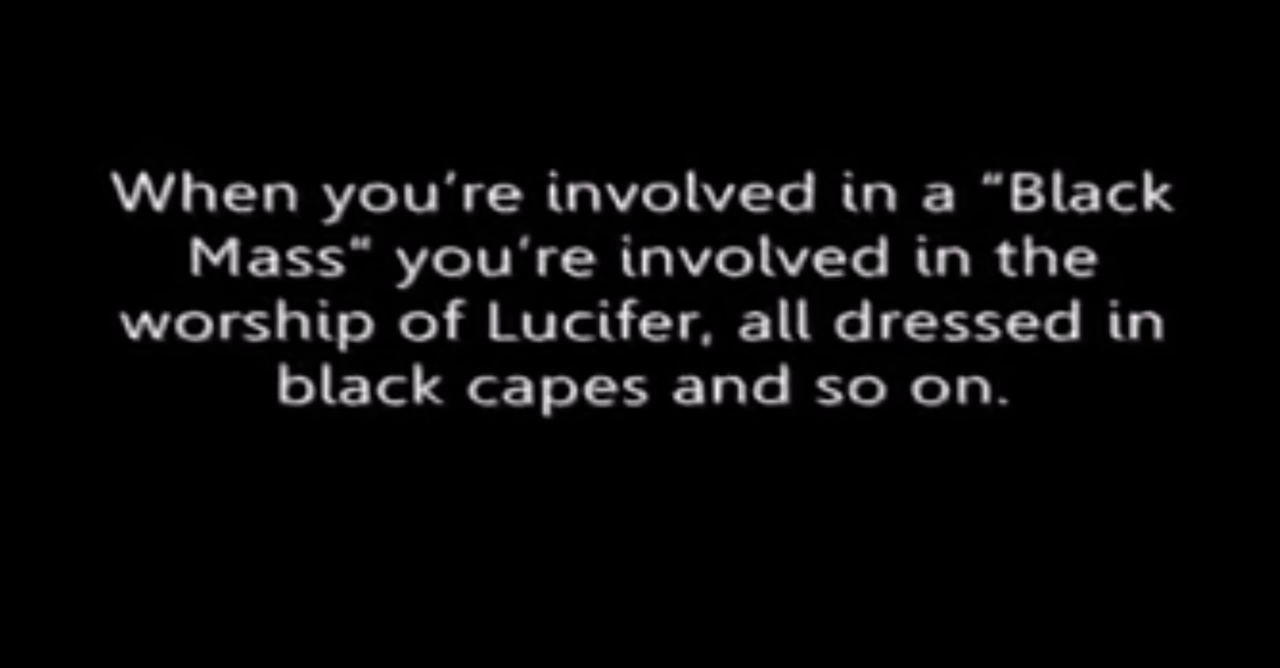 When you're involved in a “Black
Mass“ you're involved in the
worship of Lucifer, all dressed in
black capes and so on.